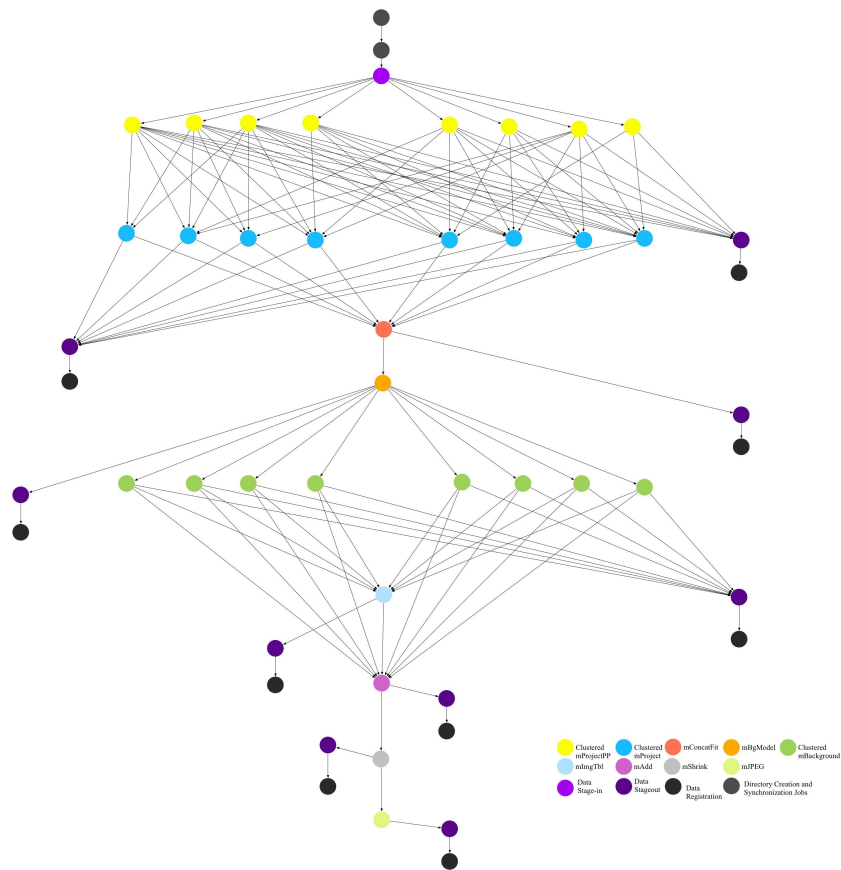 Clustered
mProjectPP
Clustered
mProject
mConcatFit
mBgModel
Clustered
mBackground
mImgTbl
mAdd
mShrink
mJPEG
Data
Stage-in
Data
Stageout
Data
Registration
Directory Creation and
Synchronization Jobs